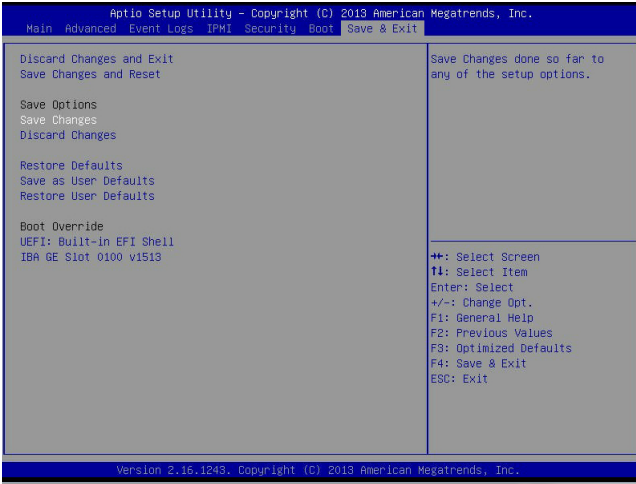 Aptio Setup Utility – Copyright (C) 2013 American Megatrends, Inc.
Main Advanced Event Logs IPMI Security Boot Save & Exit
Discard Changes and Exit
Save Changes and Reset
Save Options
Save Changes
Discard Changes
Restore Defaults
Save as User Defaults
Restore User Defaults
Boot Override
UEFI: Built-in EFI Shell
IBA GE Slot 0100 v1513
Save Changes done so far to
any of the setup options.
→←: Select Screen
↑↓: Select Item
Enter: Select
+/-: Change Opt.
F1: General Help
F2: Previous Values
F3: Optimized Defaults
F4: Save & Exit
ESC: Exit
Version 2.16.1243. Copyright (C) 2013 American Megatrends, Inc.